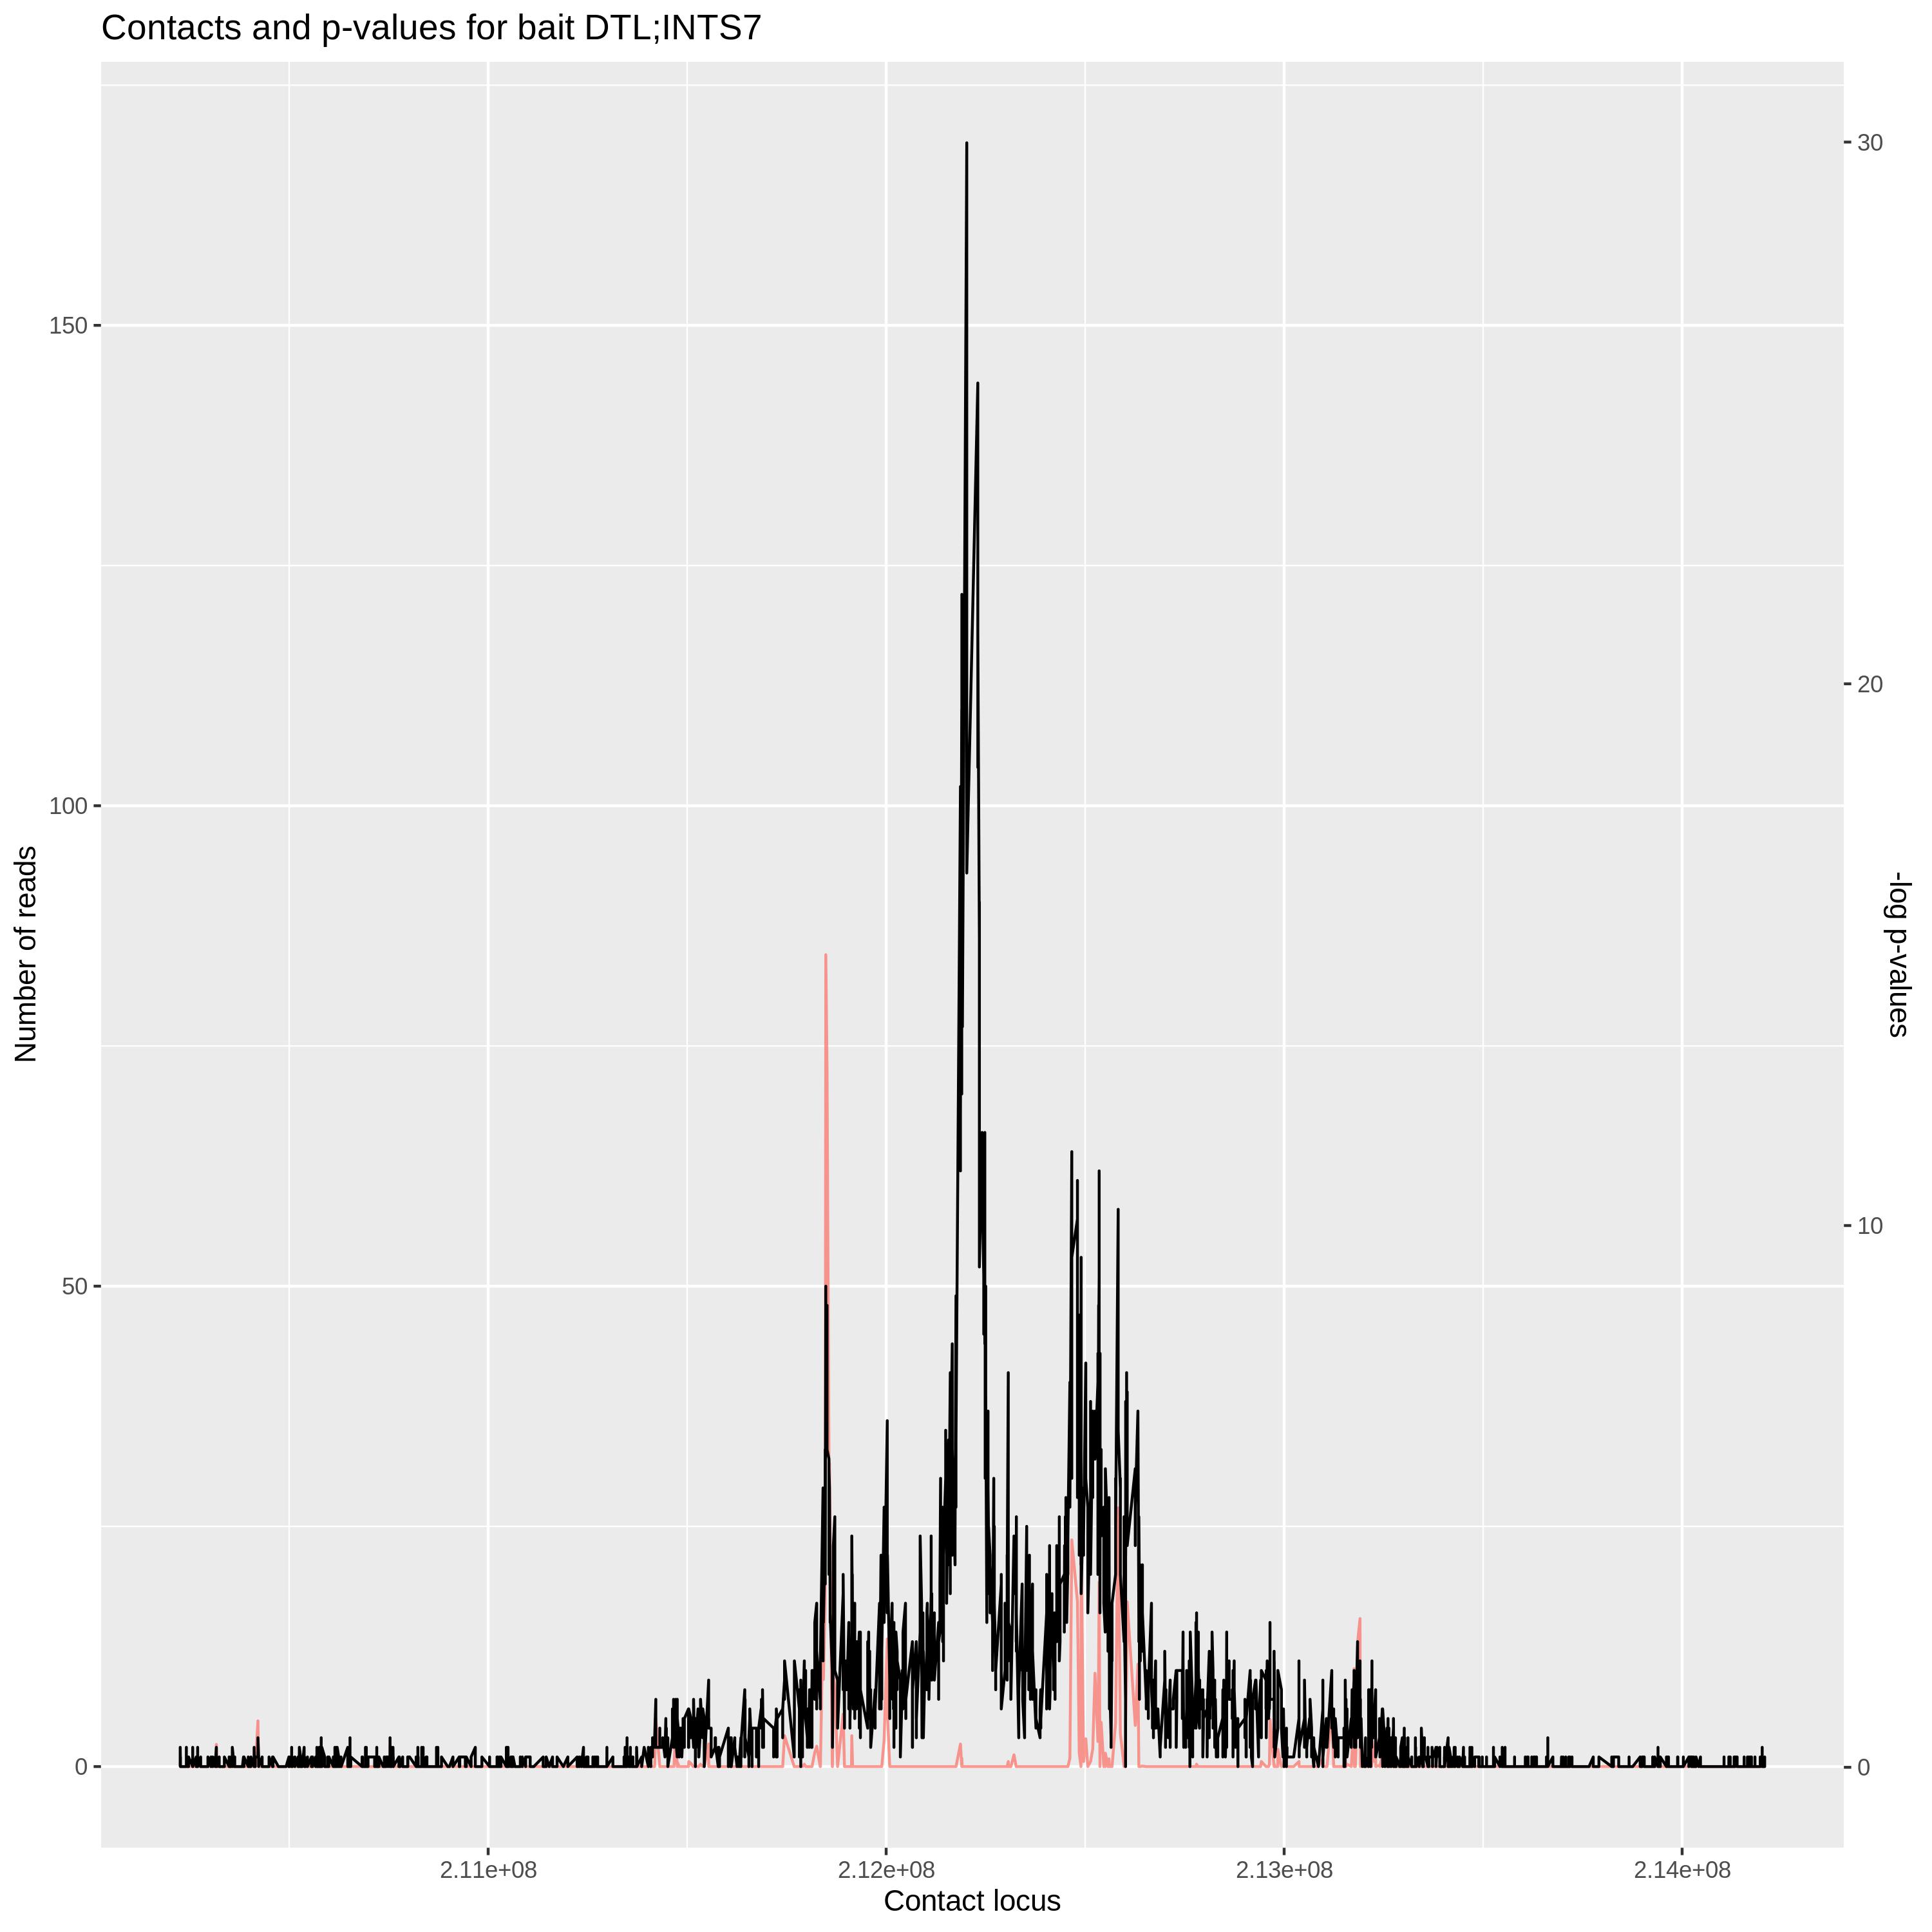 Contacts and p-values for bait DTL;INTS7
150
100
50
0
Number of reads
30
20
10
0
-log p-values
2.11e+08
2.12e+08
2.13e+08
2.14e+08
Contact locus